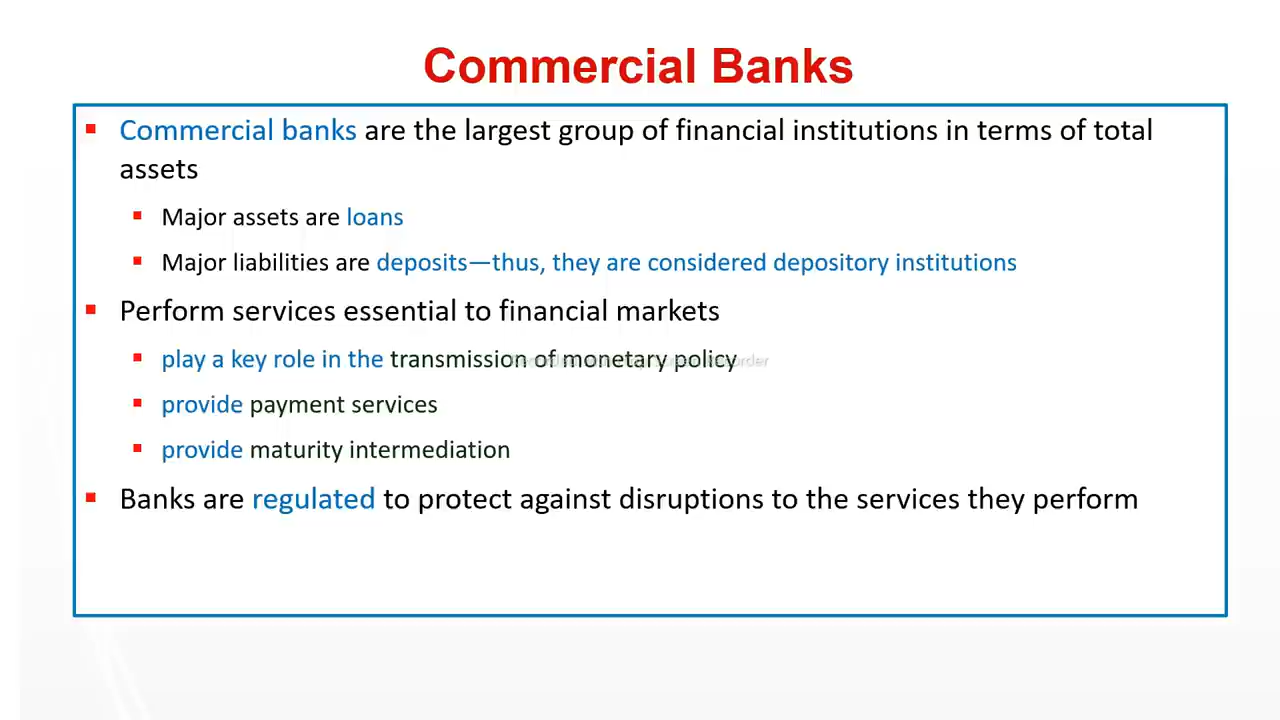 Commercial Banks
Commercial banks are the largest group of financial institutions in terms of total
assets
Major assets are loans
Major liabilities are deposits—thus, they are considered depository institutions
Perform services essential to financial markets
play a key role in the transmission of monetary policy
provide payment services
provide maturity intermediation
Banks are regulated to protect against disruptions to the services they perform